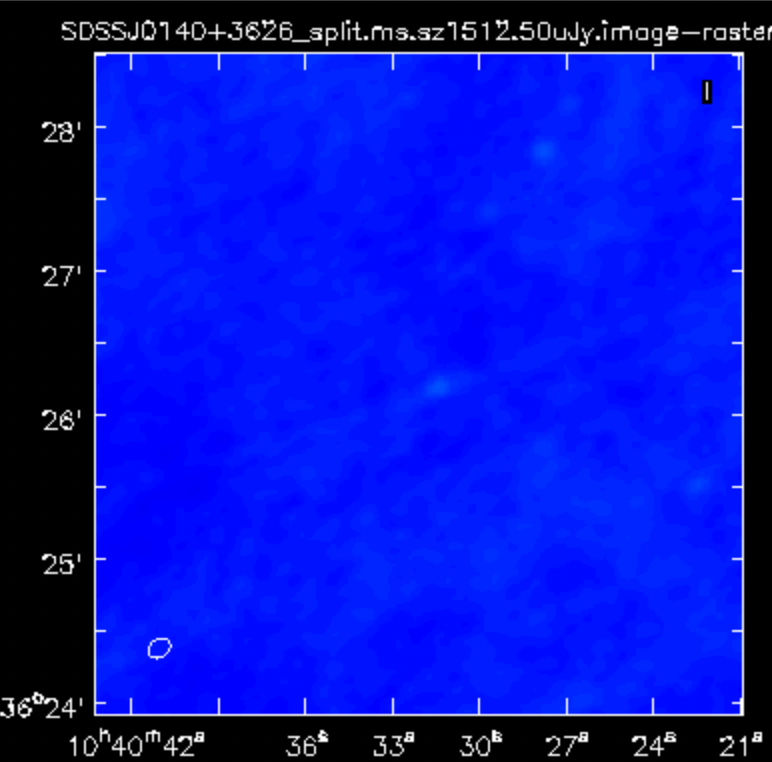 SDSSJ0140+3626_split.ms.sz1512.50uJy.image-raster
I
28'
27'
26'
25'
36°24'
10ʰ40ᵐ42ˢ 36ˢ 33ˢ 30ˢ 27ˢ 24ˢ 21ˢ